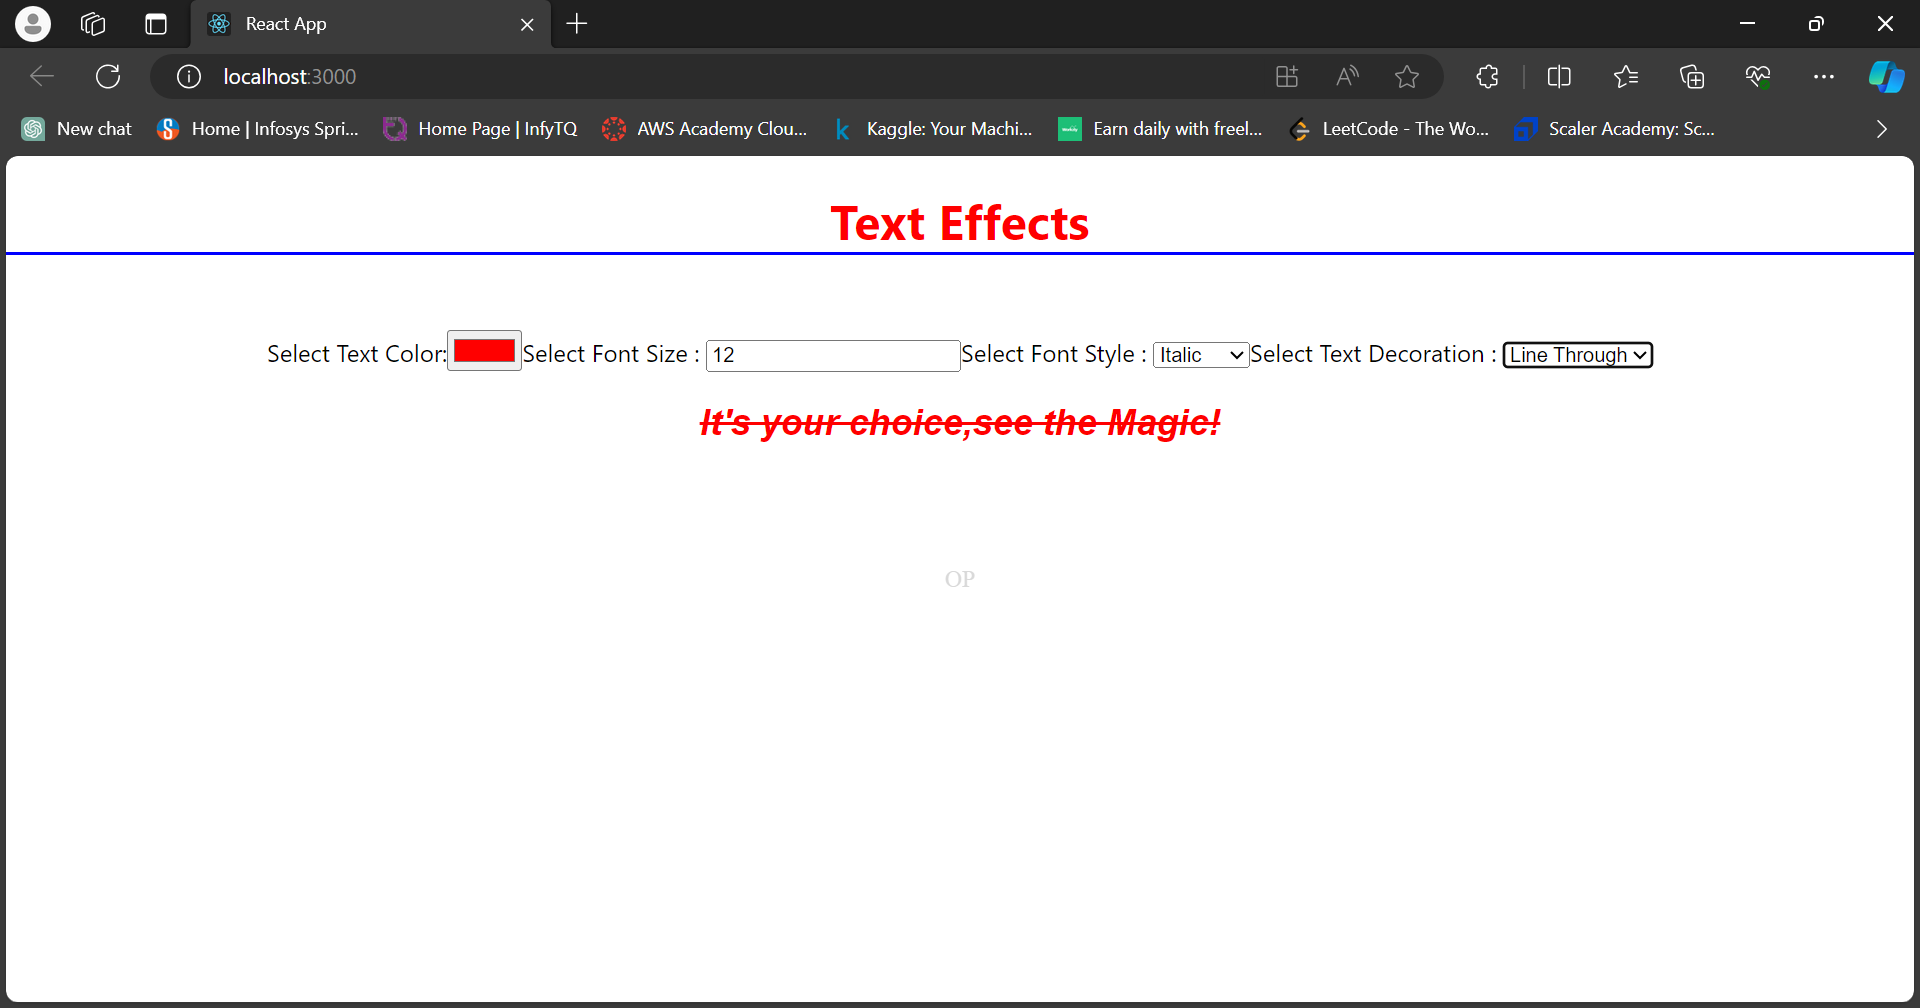 React App
localhost:3000
New chat Home | Infosys Spri... Home Page | InfyTQ AWS Academy Clou... Kaggle: Your Machi... Earn daily with freel... LeetCode - The Wo... Scaler Academy: Sc...
Text Effects
Select Text Color: Select Font Size : 12 Select Font Style : Italic Select Text Decoration : Line Through
It's your choice,see the Magic!
OP